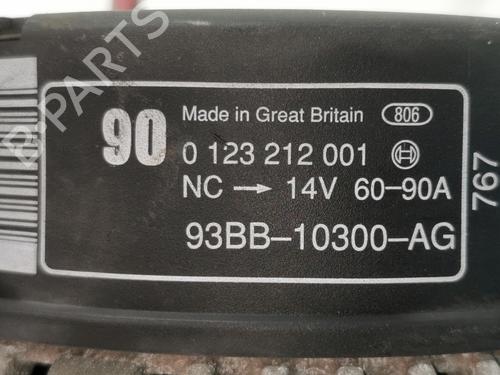 90
Made in Great Britain 806
0 123 212 001
NC → 14V 60–90A
93BB–10300–AG
767
B-PARTS